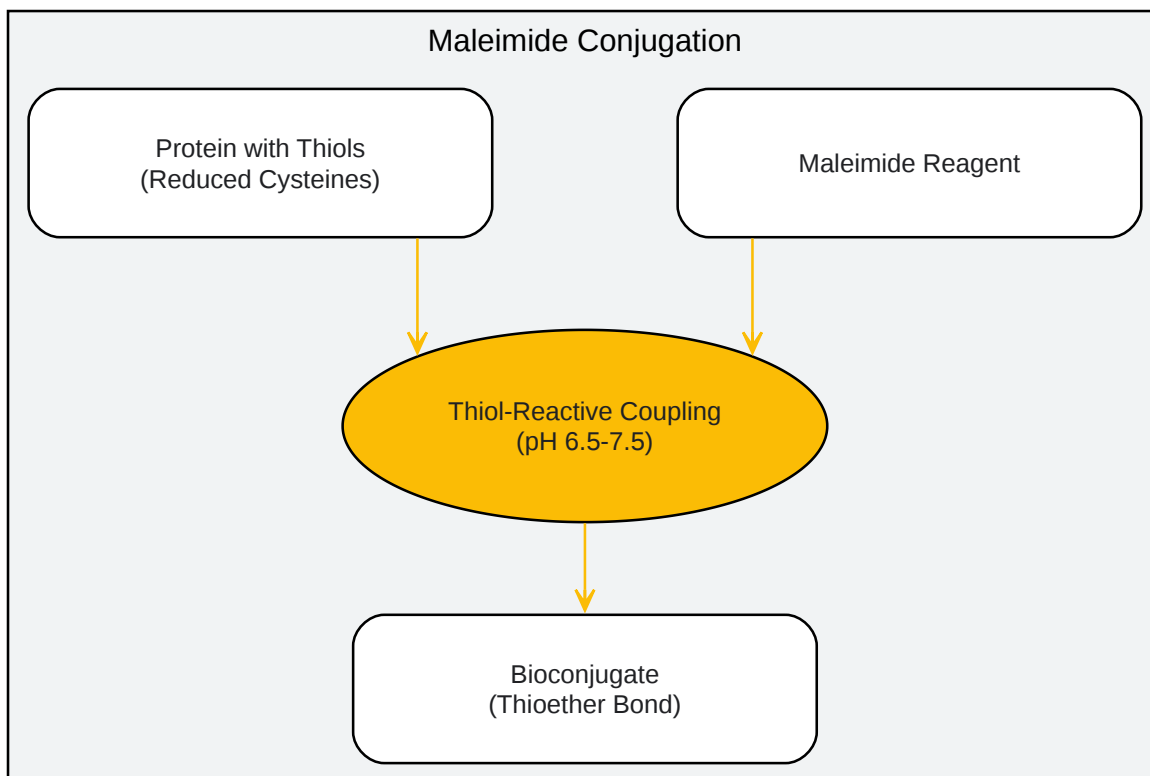 Maleimide Conjugation
Protein with Thiols
(Reduced Cysteines)
Maleimide Reagent
Thiol-Reactive Coupling
(pH 6.5-7.5)
Bioconjugate
(Thioether Bond)